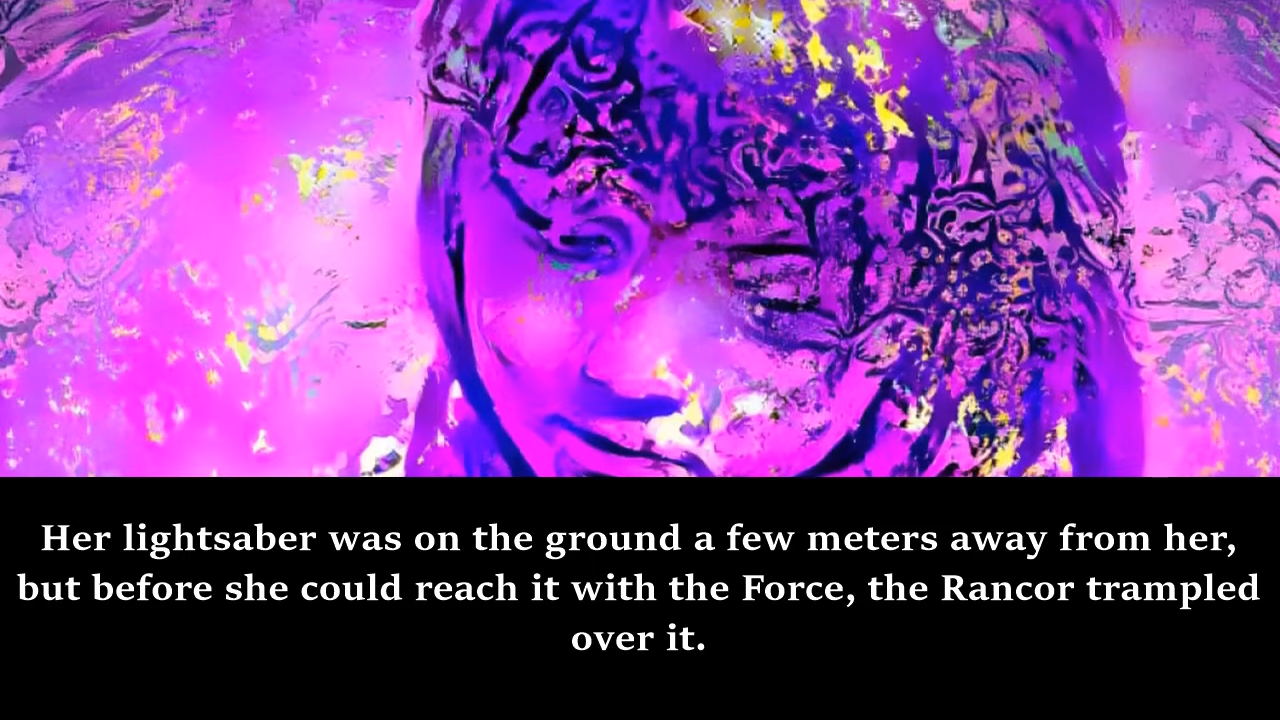 Her lightsaber was on the ground a few meters away from her,
but before she could reach it with the Force, the Rancor trampled
over it.